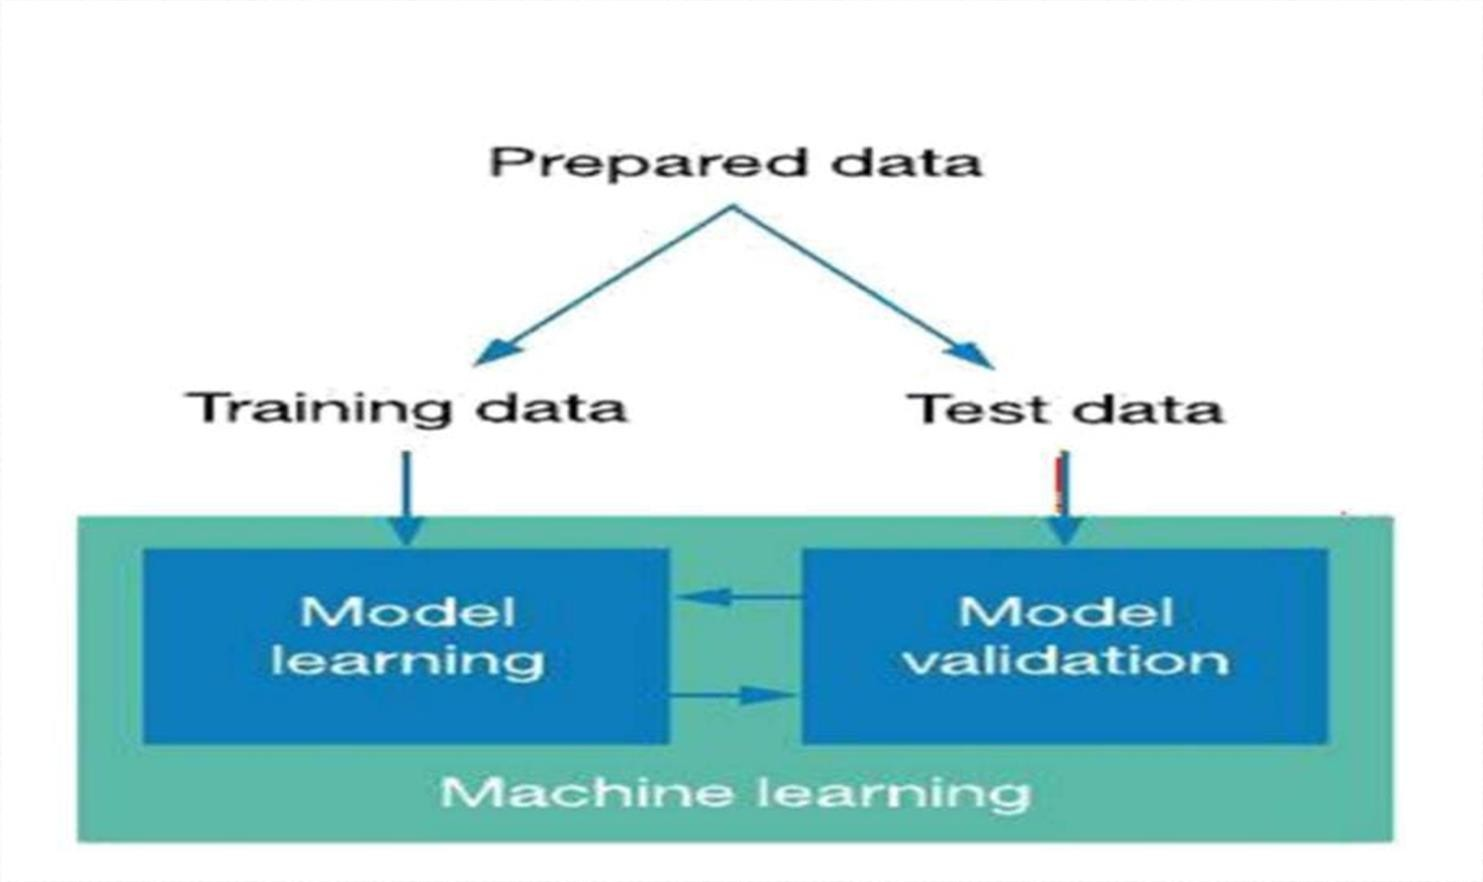 Prepared data
Training data
Test data
Model
learning
Model
validation
Machine learning